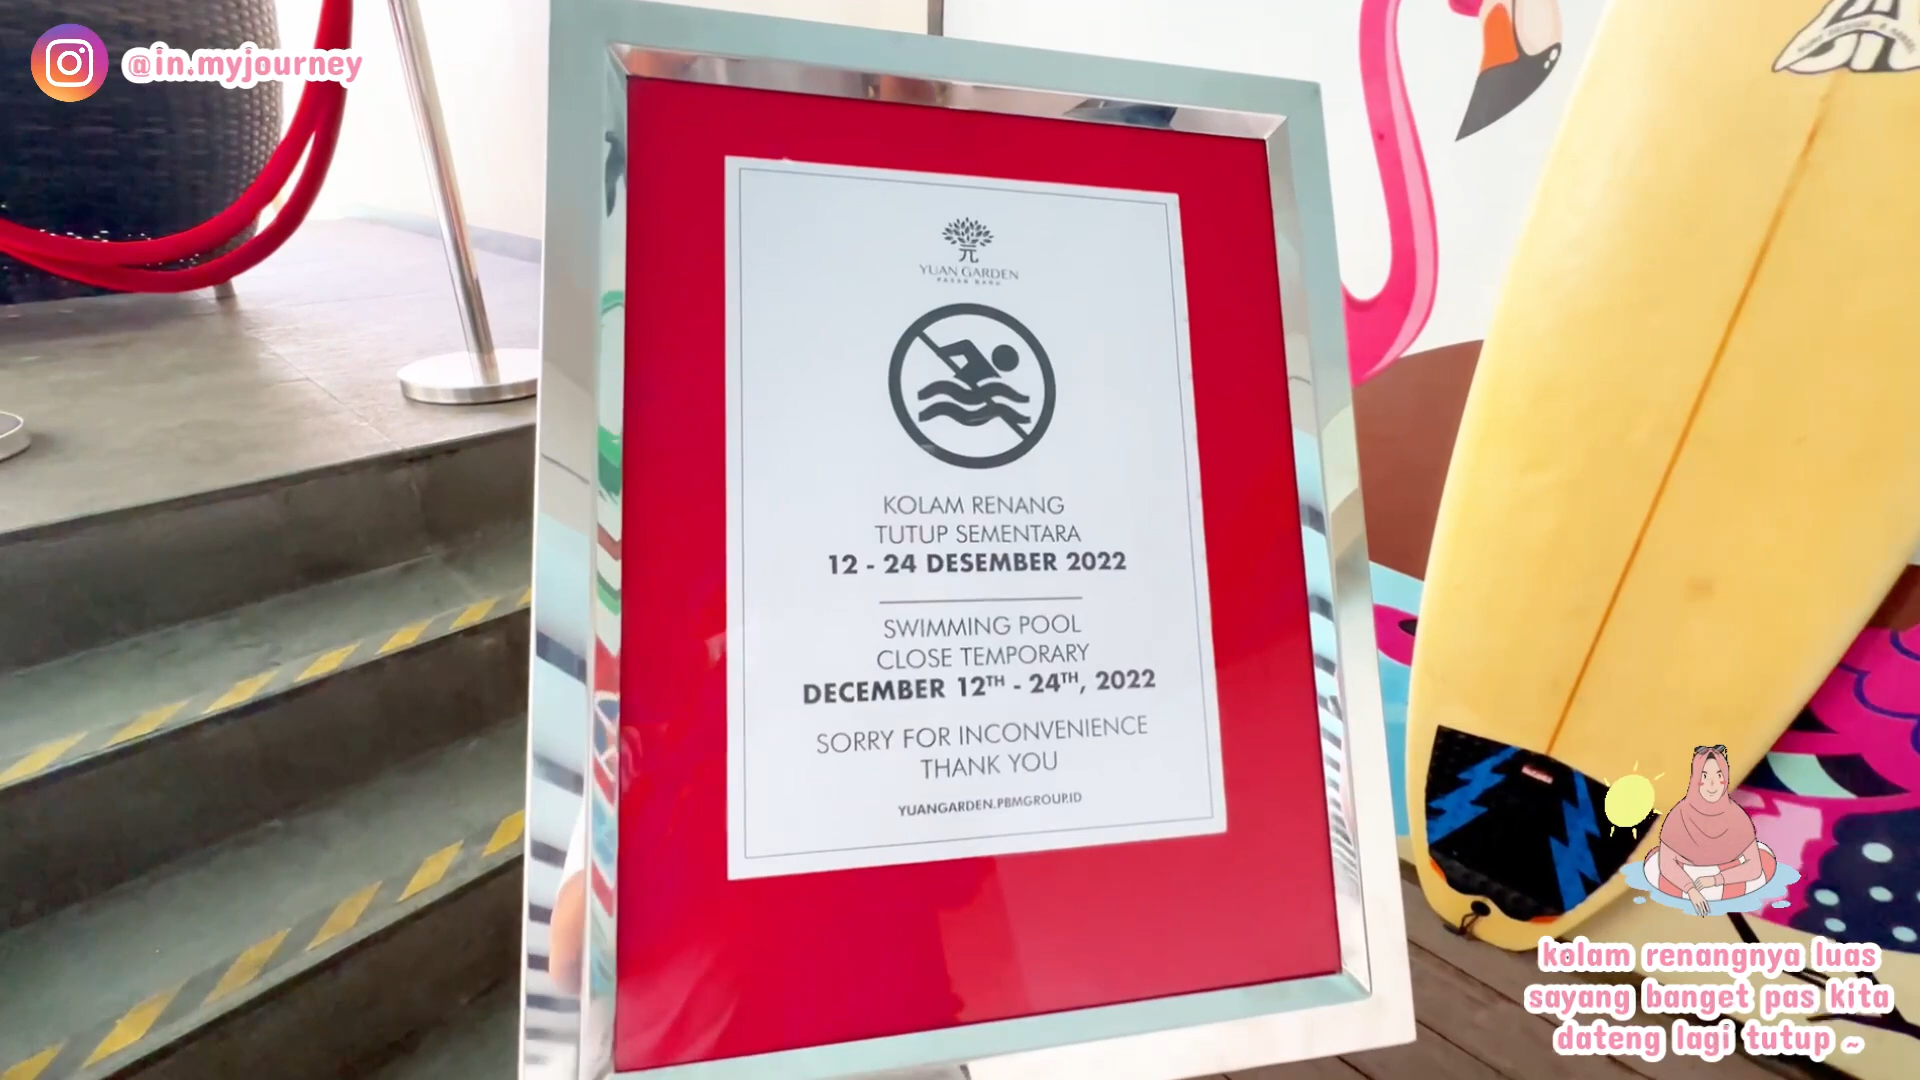 @in.myjourney
YUAN GARDEN
PASAR BARU
KOLAM RENANG
TUTUP SEMENTARA
12 - 24 DESEMBER 2022
SWIMMING POOL
CLOSE TEMPORARY
DECEMBER 12TH - 24TH, 2022
SORRY FOR INCONVENIENCE
THANK YOU
YUANGARDEN.PBMGROUP.ID
kolam renangnya luas
sayang banget pas kita
dateng lagi tutup ~